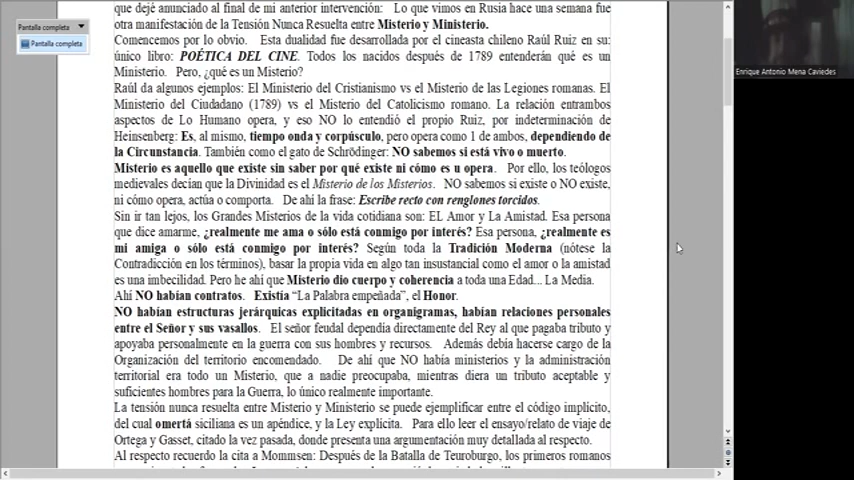 que dejé anunciado al final de mi anterior intervención: Lo que vimos en Rusia hace una semana fue
otra manifestación de la Tensión Nunca Resuelta entre Misterio y Ministerio.
Comencemos por lo obvio. Esta dualidad fue desarrollada por el cineasta chileno Raúl Ruiz en su:
único libro: POÉTICA DEL CINE. Todos los nacidos después de 1789 entenderán qué es un
Ministerio. Pero, ¿qué es un Misterio?
Raúl da algunos ejemplos: El Ministerio del Cristianismo vs el Misterio de las Legiones romanas. El
Ministerio del Ciudadano (1789) vs el Misterio del Catolicismo romano. La relación entrambos
aspectos de Lo Humano opera, y eso NO lo entendió el propio Ruiz, por indeterminación de
Heinsenberg: Es, al mismo, tiempo onda y corpúsculo, pero opera como 1 de ambos, dependiendo de
la Circunstancia. También como el gato de Schrödinger: NO sabemos si está vivo o muerto.
Misterio es aquello que existe sin saber por qué existe ni cómo es u opera. Por ello, los teólogos
medievales decían que la Divinidad es el Misterio de los Misterios. NO sabemos si existe o NO existe,
ni cómo opera, actúa o comporta. De ahí la frase: Escribe recto con renglones torcidos.
Sin ir tan lejos, los Grandes Misterios de la vida cotidiana son: EL Amor y La Amistad. Esa persona
que dice amarme, ¿realmente me ama o sólo está conmigo por interés? Esa persona, ¿realmente es
mi amiga o sólo está conmigo por interés? Según toda la Tradición Moderna (nótese la
Contradicción en los términos), basar la propia vida en algo tan insustancial como el amor o la amistad
es una imbecilidad. Pero he ahí que Misterio dio cuerpo y coherencia a toda una Edad... La Media.
Ahí NO habían contratos. Existía “La Palabra empeñada”, el Honor.
NO habían estructuras jerárquicas explicitadas en organigramas, habían relaciones personales
entre el Señor y sus vasallos. El señor feudal dependía directamente del Rey al que pagaba tributo y
apoyaba personalmente en la guerra con sus hombres y recursos. Además debía hacerse cargo de la
Organización del territorio encomendado. De ahí que NO había ministerios y la administración
territorial era todo un Misterio, que a nadie preocupaba, mientras diera un tributo aceptable y
suficientes hombres para la Guerra, lo único realmente importante.
La tensión nunca resuelta entre Misterio y Ministerio se puede ejemplificar entre el código implícito,
del cual omertá siciliana es un apéndice, y la Ley explicita. Para ello leer el ensayo/relato de viaje de
Ortega y Gasset, citado la vez pasada, donde presenta una argumentación muy detallada al respecto.
Al respecto recuerdo la cita a Mommsen: Después de la Batalla de Teuroburgo, los primeros romanos
Pantalla completa
Pantalla completa
Enrique Antonio Mena Caviedes